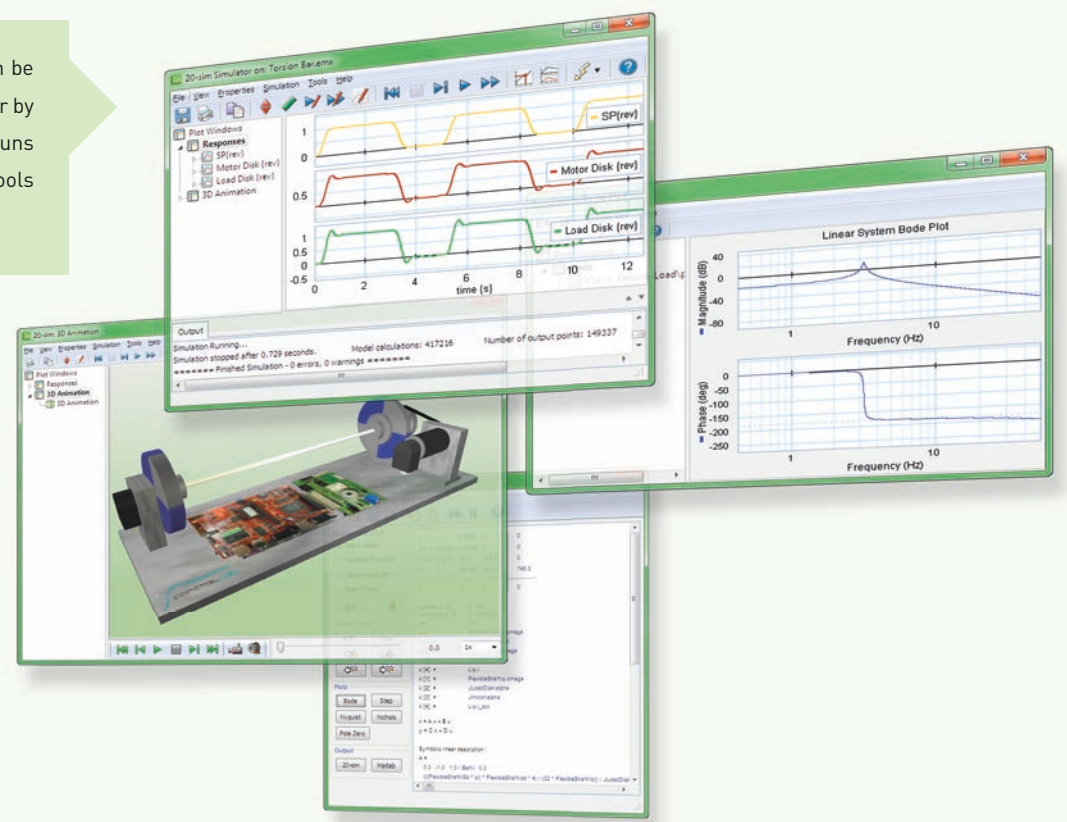 n be
r by
uns
ools
20-sim Simulator on: Torsion Bar.emx
File View Properties Simulation Tools Help
Plot Windows
Responses
SP{rev}
Motor Disk {rev}
Load Disk {rev}
3D Animation
1
0
SP{rev}
0.5
Motor Disk {rev}
1
0.5
0
-0.5
Load Disk {rev}
0 2 4 6 8 10 12
time {s}
Output
Simulation Running...
Simulation stopped after 0.729 seconds. Model calculations: 417216 Number of output points: 149337
======= Finished Simulation - 0 errors, 0 warnings =======
Linear System Bode Plot
Magnitude (dB)
40
0
-40
-80
1 10
Frequency (Hz)
Phase (deg)
0
-50
-100
-150
-200
-250
1 10
Frequency (Hz)
20-sim 3D Animation
File View Properties Simulation Tools Help
Plot Windows
Responses
3D Animation
3D Animation
0.0 1x
Plots
Bode Step
Nyquist Nichols
Pole Zero
Output
20-sim Matlab
x = A x + B u
y = C x + D u
Symbolic linear description :
A =